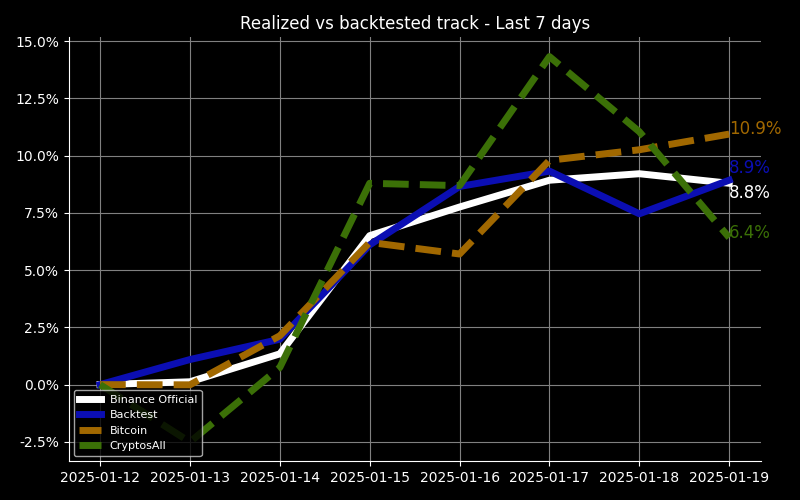 Realized vs backtested track - Last 7 days
15.0%
12.5%
10.0%
7.5%
5.0%
2.5%
0.0%
-2.5%
10.9%
8.9%
8.8%
6.4%
Binance Official
Backtest
Bitcoin
CryptosAll
2025-01-12 2025-01-13 2025-01-14 2025-01-15 2025-01-16 2025-01-17 2025-01-18 2025-01-19